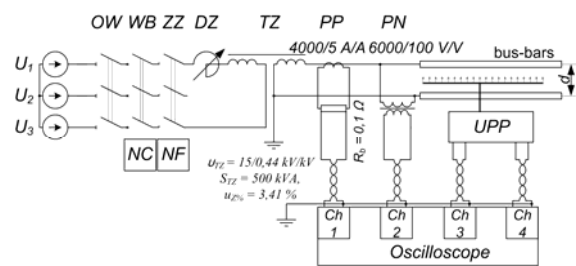 OW WB ZZ DZ TZ PP PN
4000/5 A/A 6000/100 V/V
bus-bars
U1
U2
U3
d
NC NF
UPP
Rb = 0,1 Ω
υTZ = 15/0,44 kV/kV
STZ = 500 kVA,
uZ% = 3,41 %
Ch 1
Ch 2
Ch 3
Ch 4
Oscilloscope